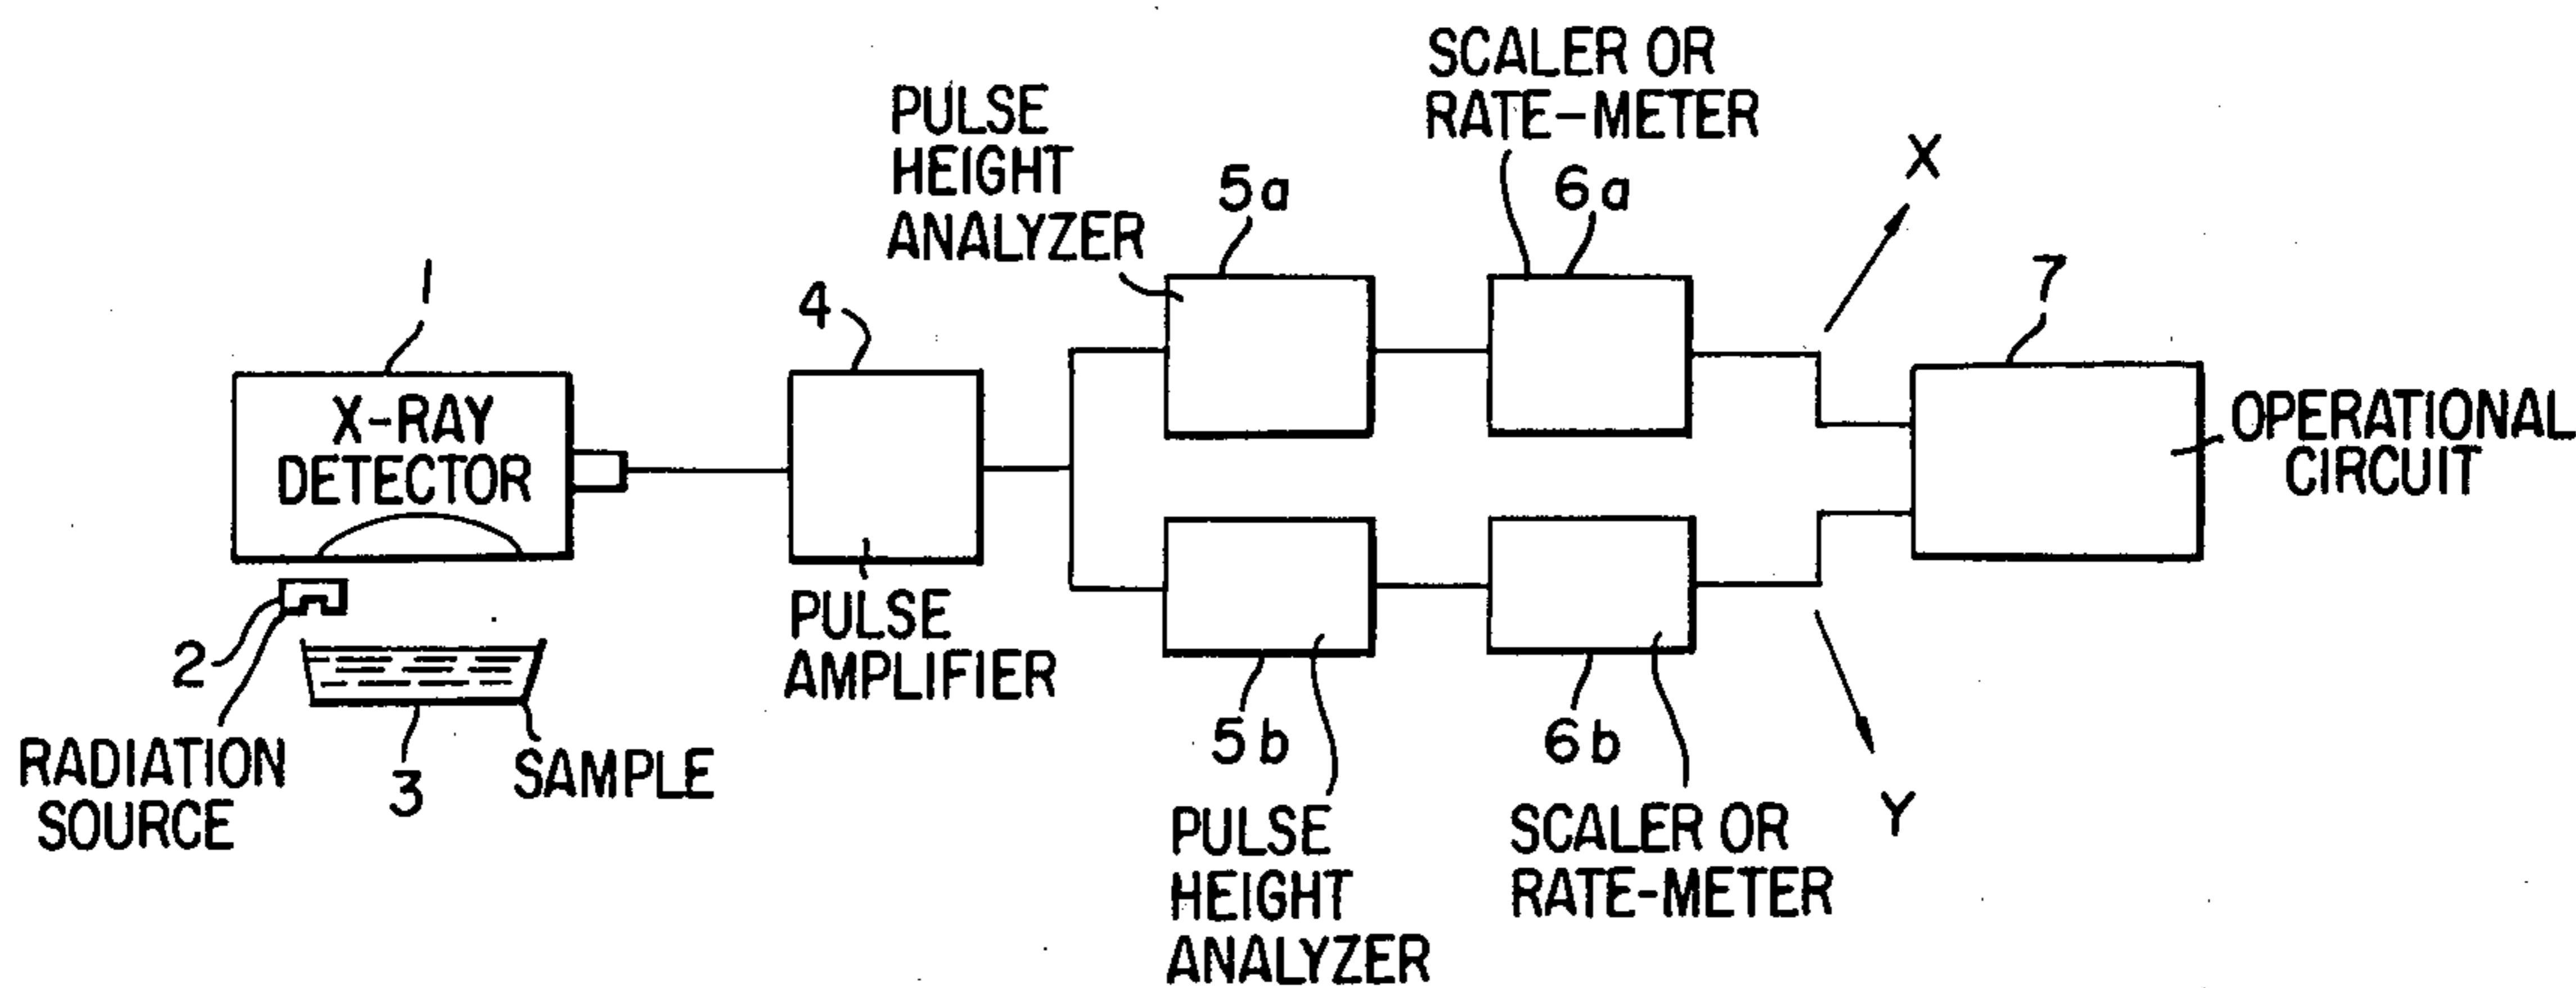 SCALER OR
RATE-METER
PULSE
HEIGHT
ANALYZER
5a
6a
X
1
4
7
X-RAY
DETECTOR
OPERATIONAL
CIRCUIT
2
PULSE
AMPLIFIER
RADIATION
SOURCE
3
SAMPLE
5b
6b
Y
PULSE
HEIGHT
ANALYZER
SCALER OR
RATE-METER